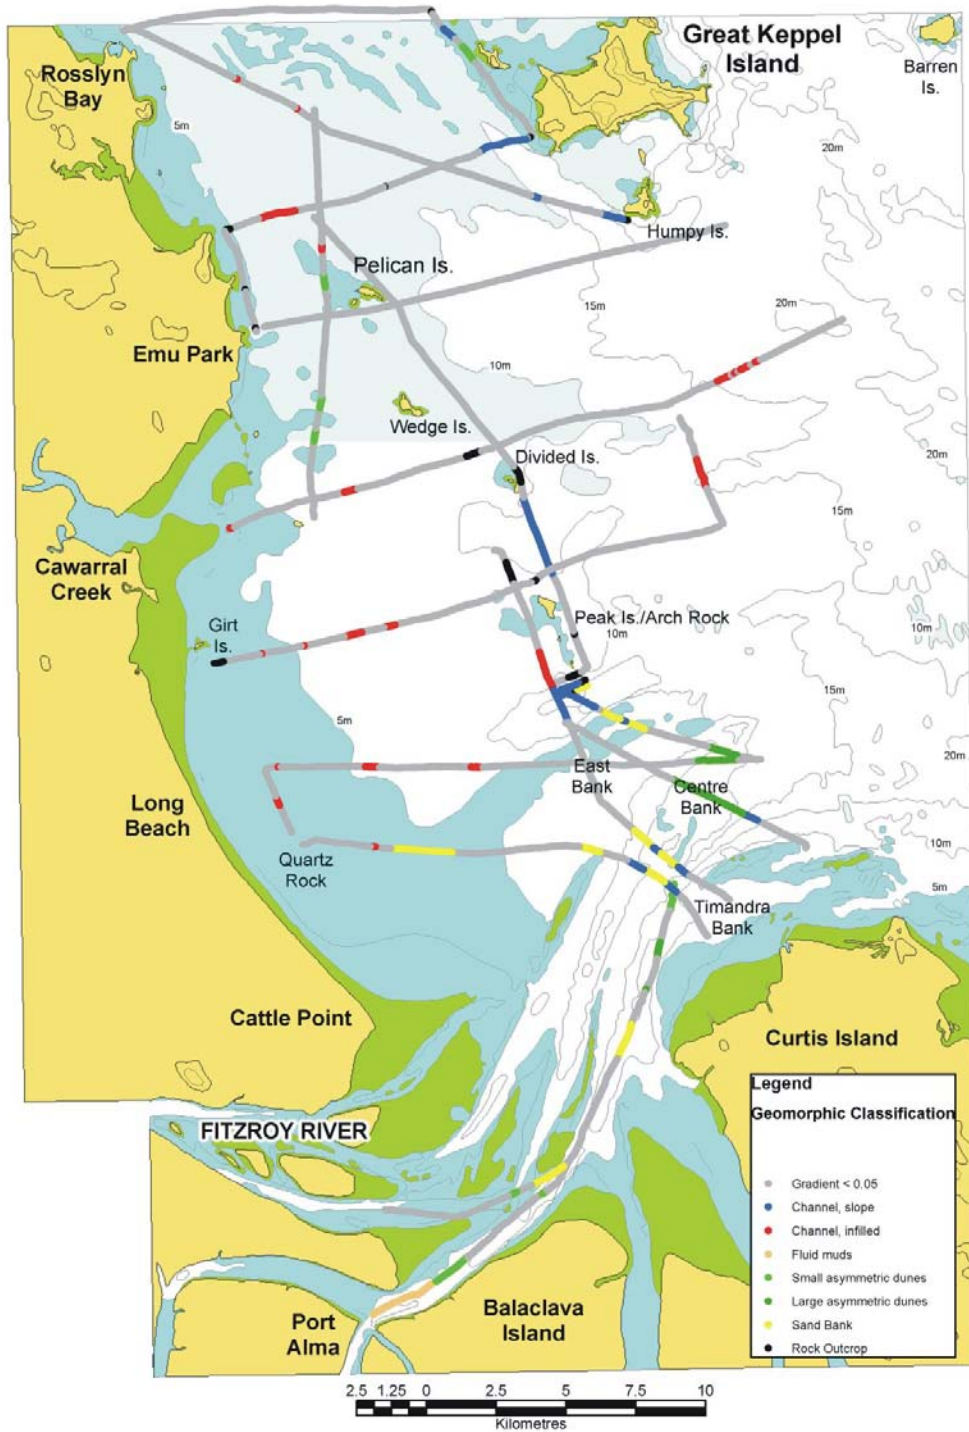 Great Keppel
Island
Barren
Is.
Rosslyn
Bay
5m
20m
20m
Humpy Is.
Pelican Is.
15m
20m
Emu Park
10m
Wedge Is.
Divided Is.
20m
15m
Cawarral
Creek
Girt
Is.
Peak Is./Arch Rock
10m
10m
15m
5m
20m
East
Bank
Centre
Bank
Long
Beach
10m
Quartz
Rock
5m
Timandra
Bank
Cattle Point
Curtis Island
FITZROY RIVER
Legend
Geomorphic Classification
Gradient < 0.05
Channel, slope
Channel, infilled
Fluid muds
Small asymmetric dunes
Large asymmetric dunes
Sand Bank
Rock Outcrop
Port
Alma
Balaclava
Island
2.5 1.25 0 2.5 5 7.5 10
Kilometres